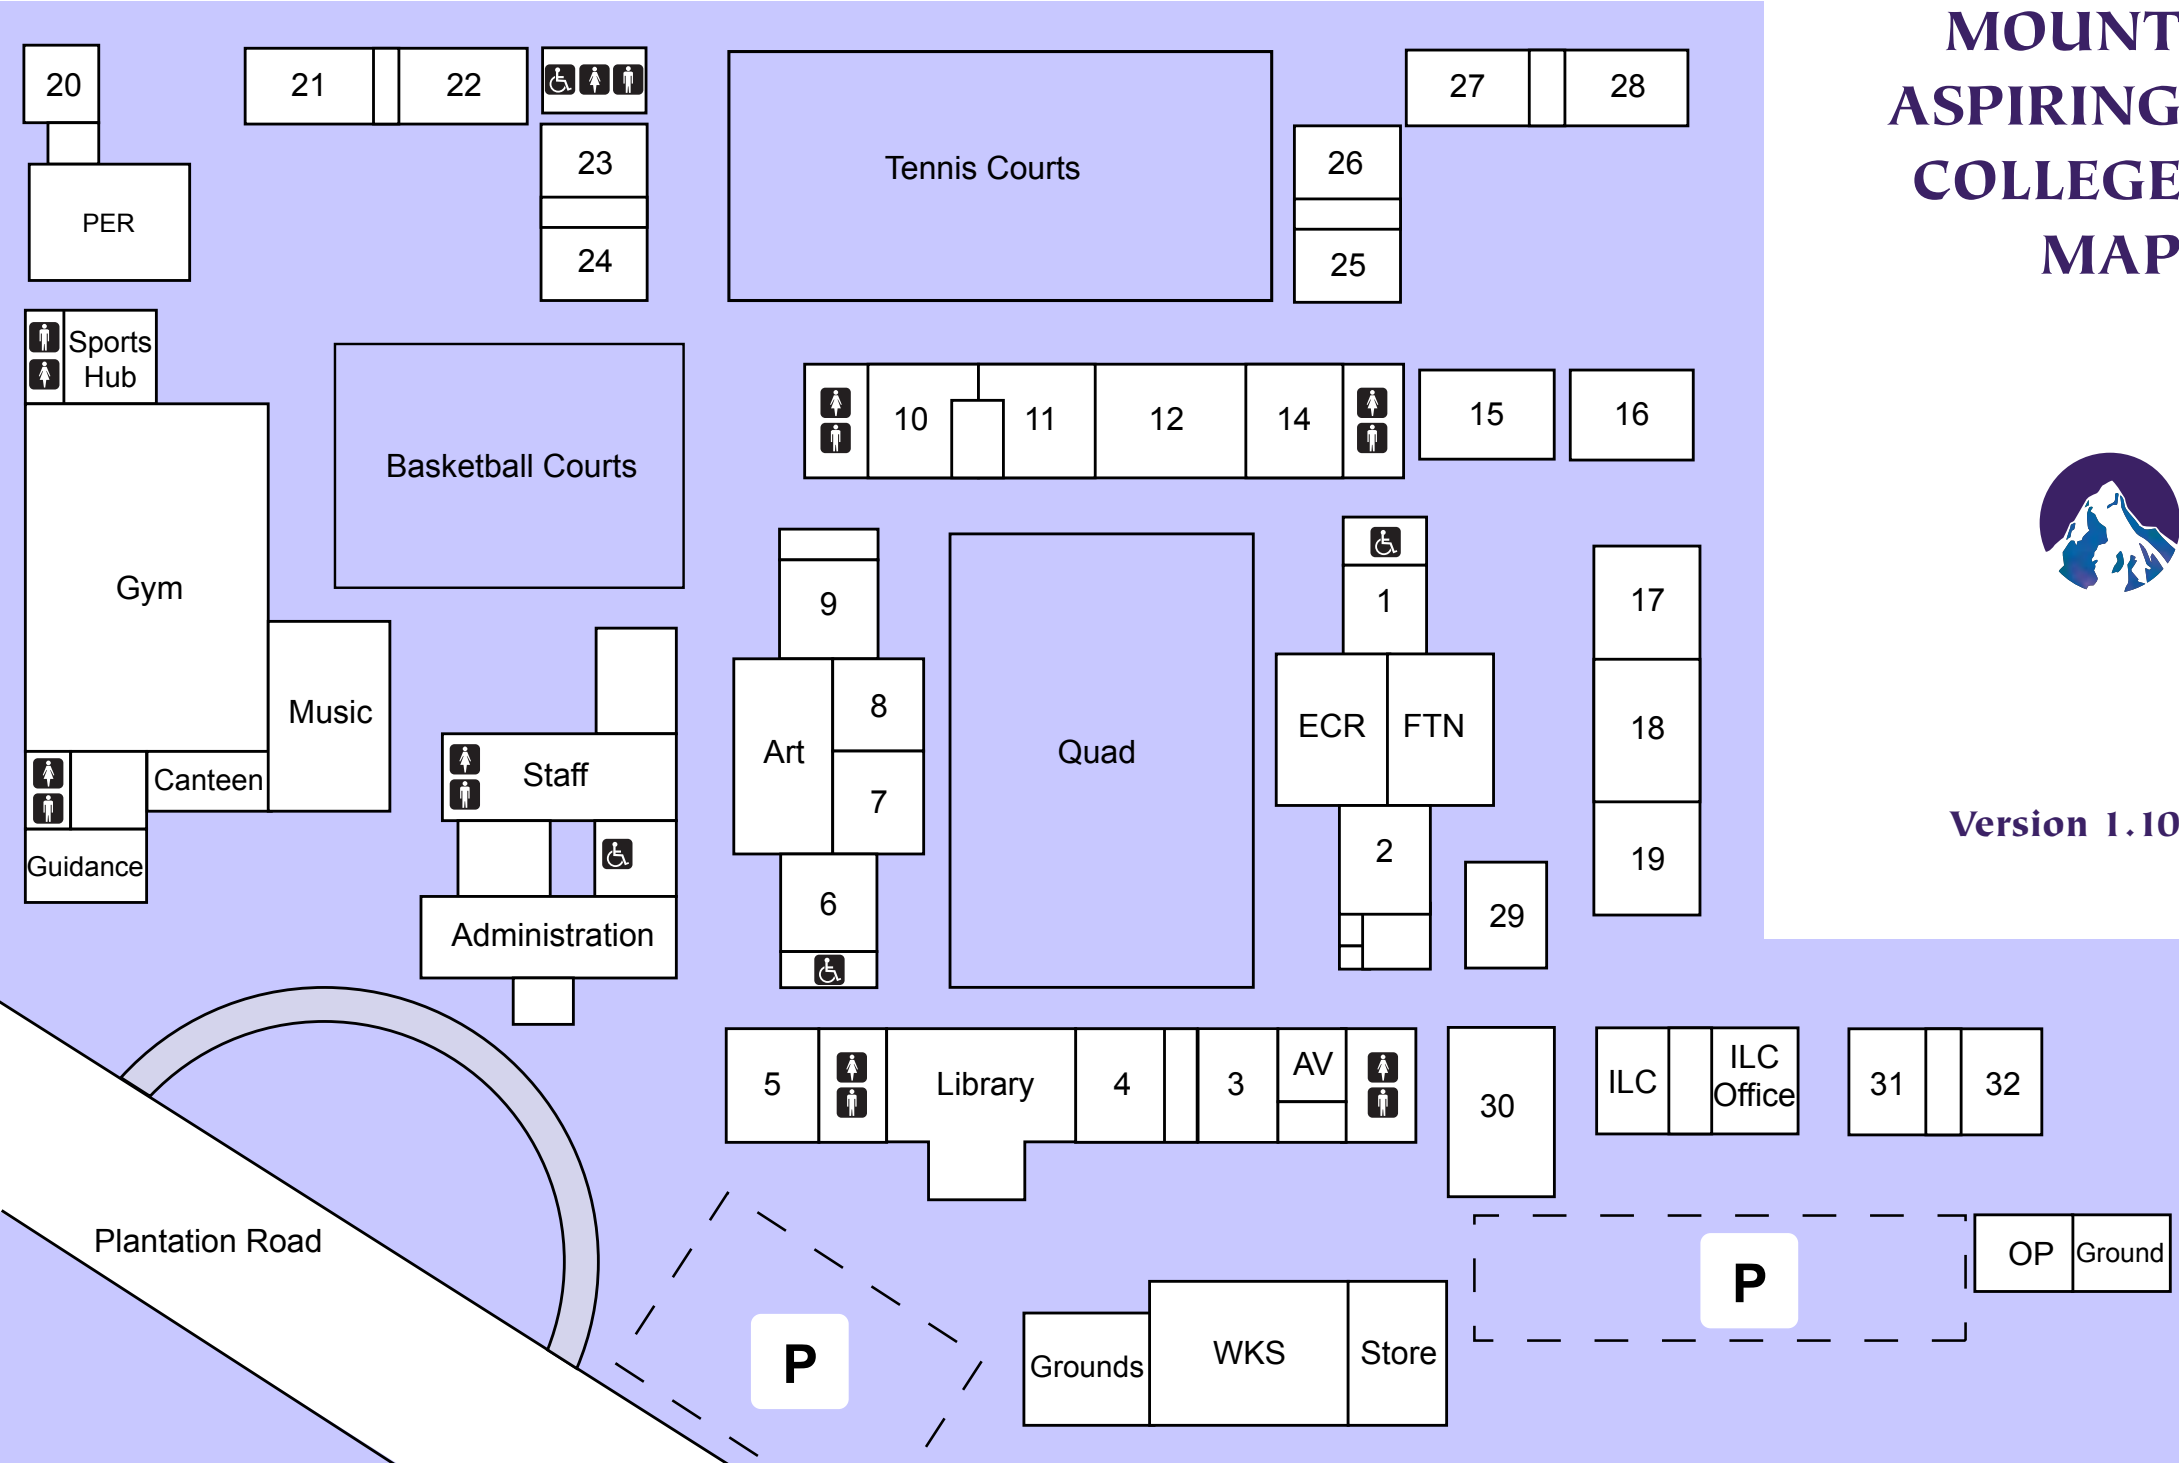 MOUNT
ASPIRING
COLLEGE
MAP
20
21
22
23
24
PER
Tennis Courts
27
28
26
25
Sports
Hub
Basketball Courts
10
11
12
14
15
16
Gym
Music
Canteen
Guidance
Staff
Administration
9
Art
8
7
6
Quad
1
ECR
FTN
2
29
17
18
19
Version 1.10
5
Library
4
3
AV
30
ILC
ILC
Office
31
32
Plantation Road
P
Grounds
WKS
Store
P
OP
Ground